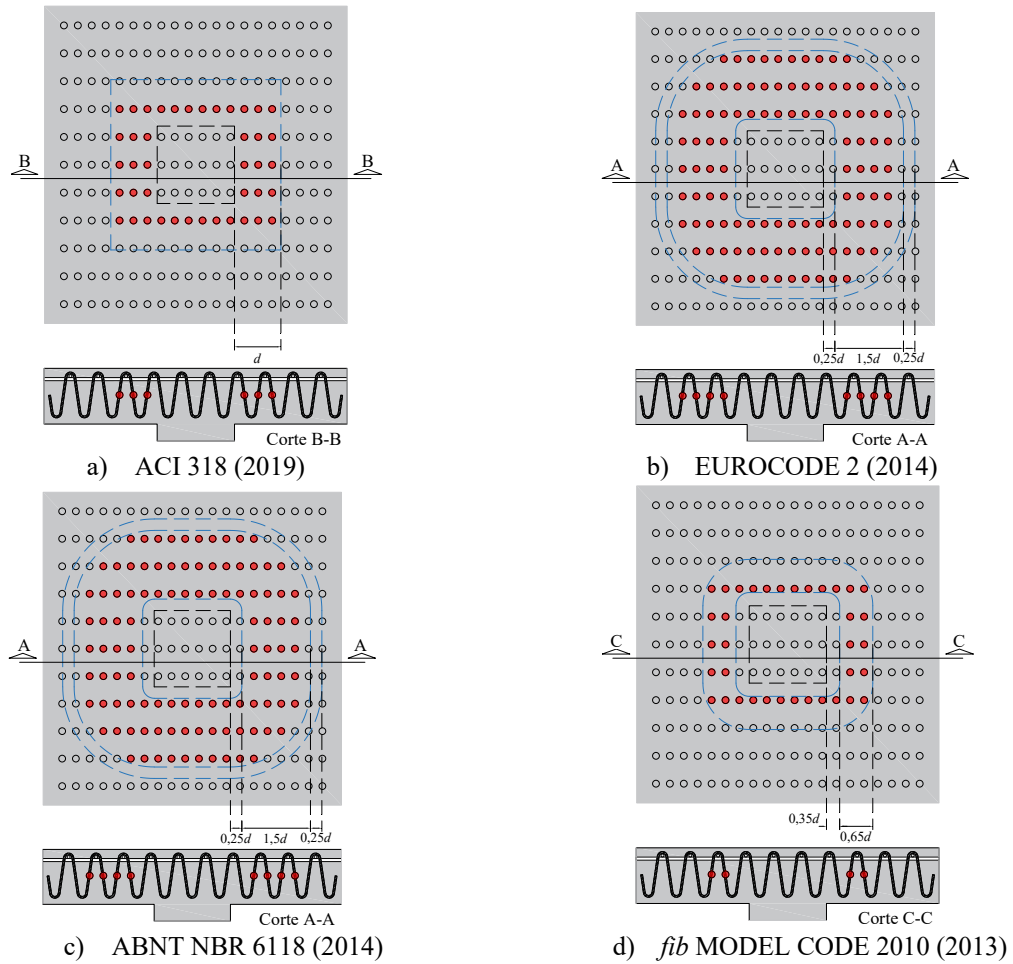 B B
d
Corte B-B
a) ACI 318 (2019)
A A
0,25d 1,5d 0,25d
Corte A-A
b) EUROCODE 2 (2014)
A A
0,25d 1,5d 0,25d
Corte A-A
c) ABNT NBR 6118 (2014)
C C
0,35d
0,65d
Corte C-C
d) fib MODEL CODE 2010 (2013)